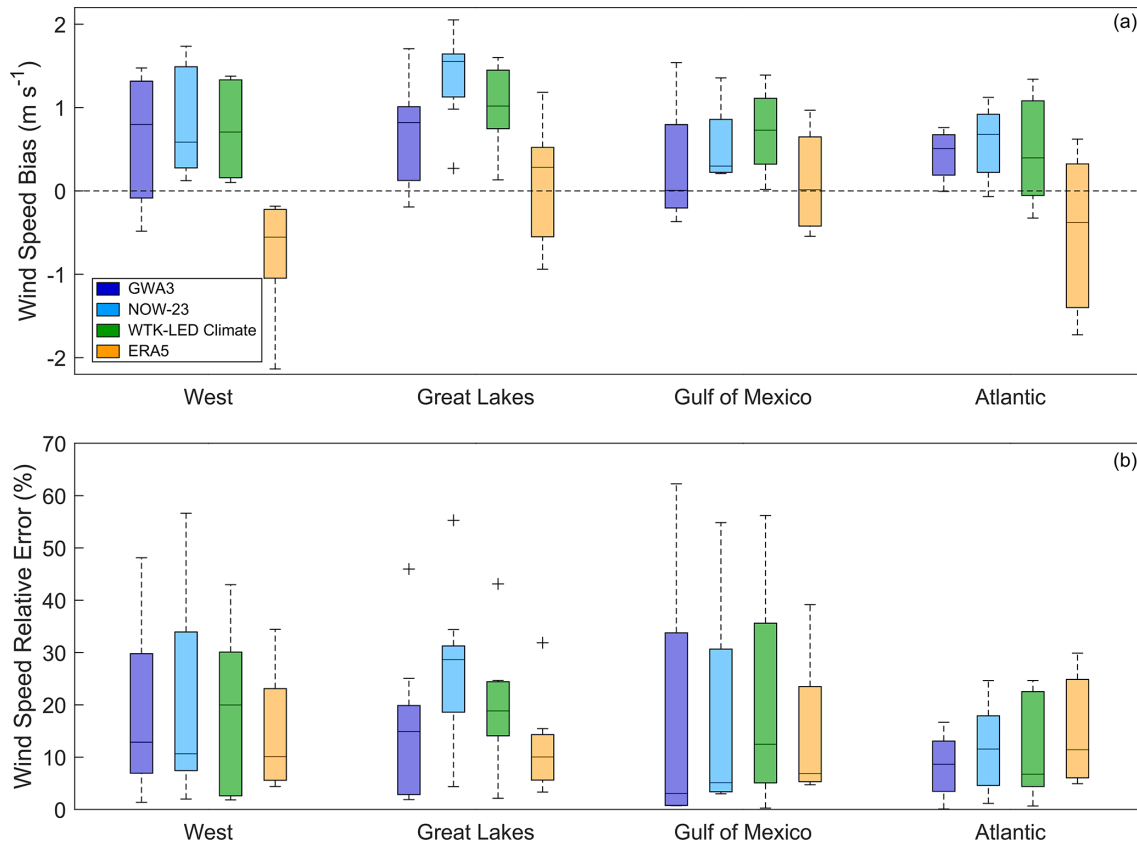 (a)
Wind Speed Bias (m s⁻¹)
2
1
0
-1
-2
GWA3
NOW-23
WTK-LED Climate
ERA5
West Great Lakes Gulf of Mexico Atlantic
(b)
Wind Speed Relative Error (%)
70
60
50
40
30
20
10
0
West Great Lakes Gulf of Mexico Atlantic